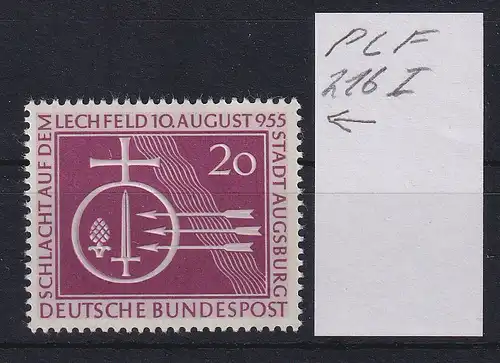 SCHLACHT AUF DEM
LECHFELD 10.AUGUST 955
STADT AUGSBURG
20
DEUTSCHE BUNDESPOST
PLF
216 I
←